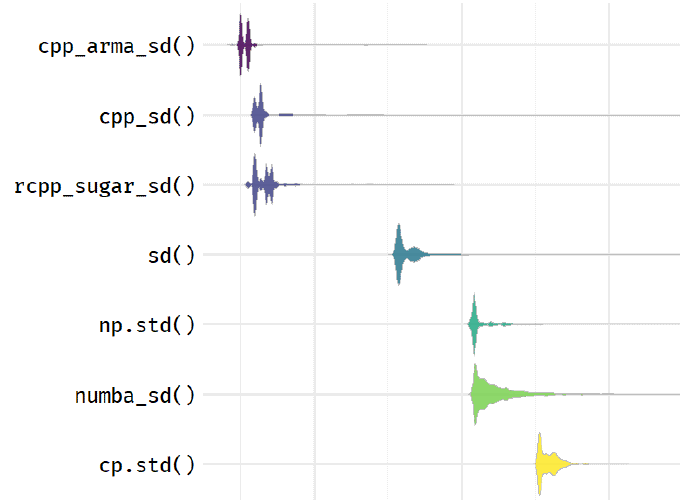 cpp_arma_sd()
cpp_sd()
rcpp_sugar_sd()
sd()
np.std()
numba_sd()
cp.std()